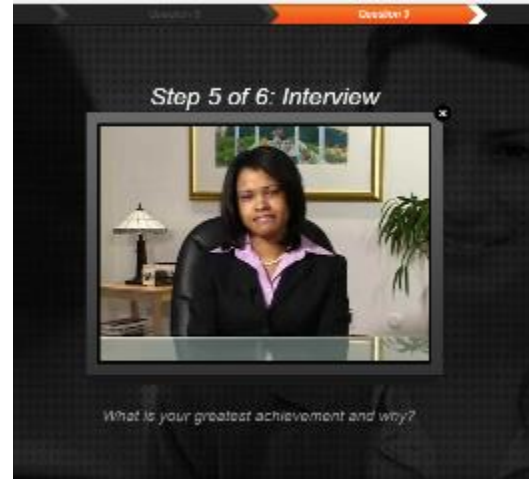 Question 3
Step 5 of 6: Interview
What is your greatest achievement and why?